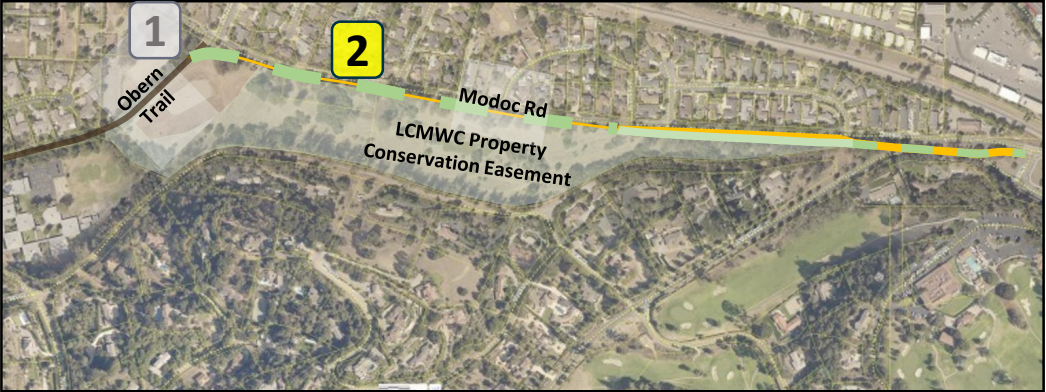 1
2
Obern
Trail
Modoc Rd
LCMWC Property
Conservation Easement